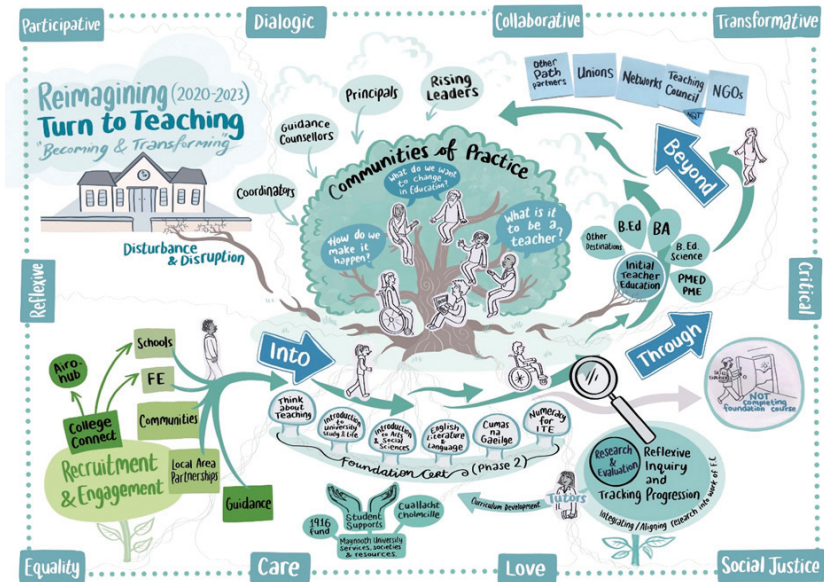 Participative
Dialogic
Collaborative
Transformative
Reimagining (2020-2023)
Turn to Teaching
"Becoming & Transforming"
Disturbance
& Disruption
Coordinators
Guidance
Counsellors
Principals
Rising
Leaders
Communities of Practice
What do we want
to change
in Education?
How do we
make it
happen?
What is it
to be a
teacher?
Other
Path
partners
Unions
Networks
Teaching
Council
NGOs
Beyond
Other
Destinations
B.Ed
BA
B. Ed.
Science
PMED
PME
Initial
Teacher
Education
Reflexive
Critical
Into
Through
Airo-
hub
Schools
FE
College
Connect
Communities
Local Area
Partnerships
Recruitment
& Engagement
Guidance
Think
about
Teaching
Introduction
to University
Study & Life
Introduction
to Arts
& Social
Sciences
English
Literature &
Language
Cumas
na
Gaeilge
Numeracy
for
ITE
Foundation Cert (Phase 2)
NOT
completing
foundation course
Research
&
Evaluation
Reflexive
Inquiry
and
Tracking Progression
Integrating/Aligning research into work of F.C.
Tutors
Curriculum Development
1916
Fund
Student
Supports
Cuallacht
Cholmcille
Maynooth University
services, societies
& resources.
Equality
Care
Love
Social Justice